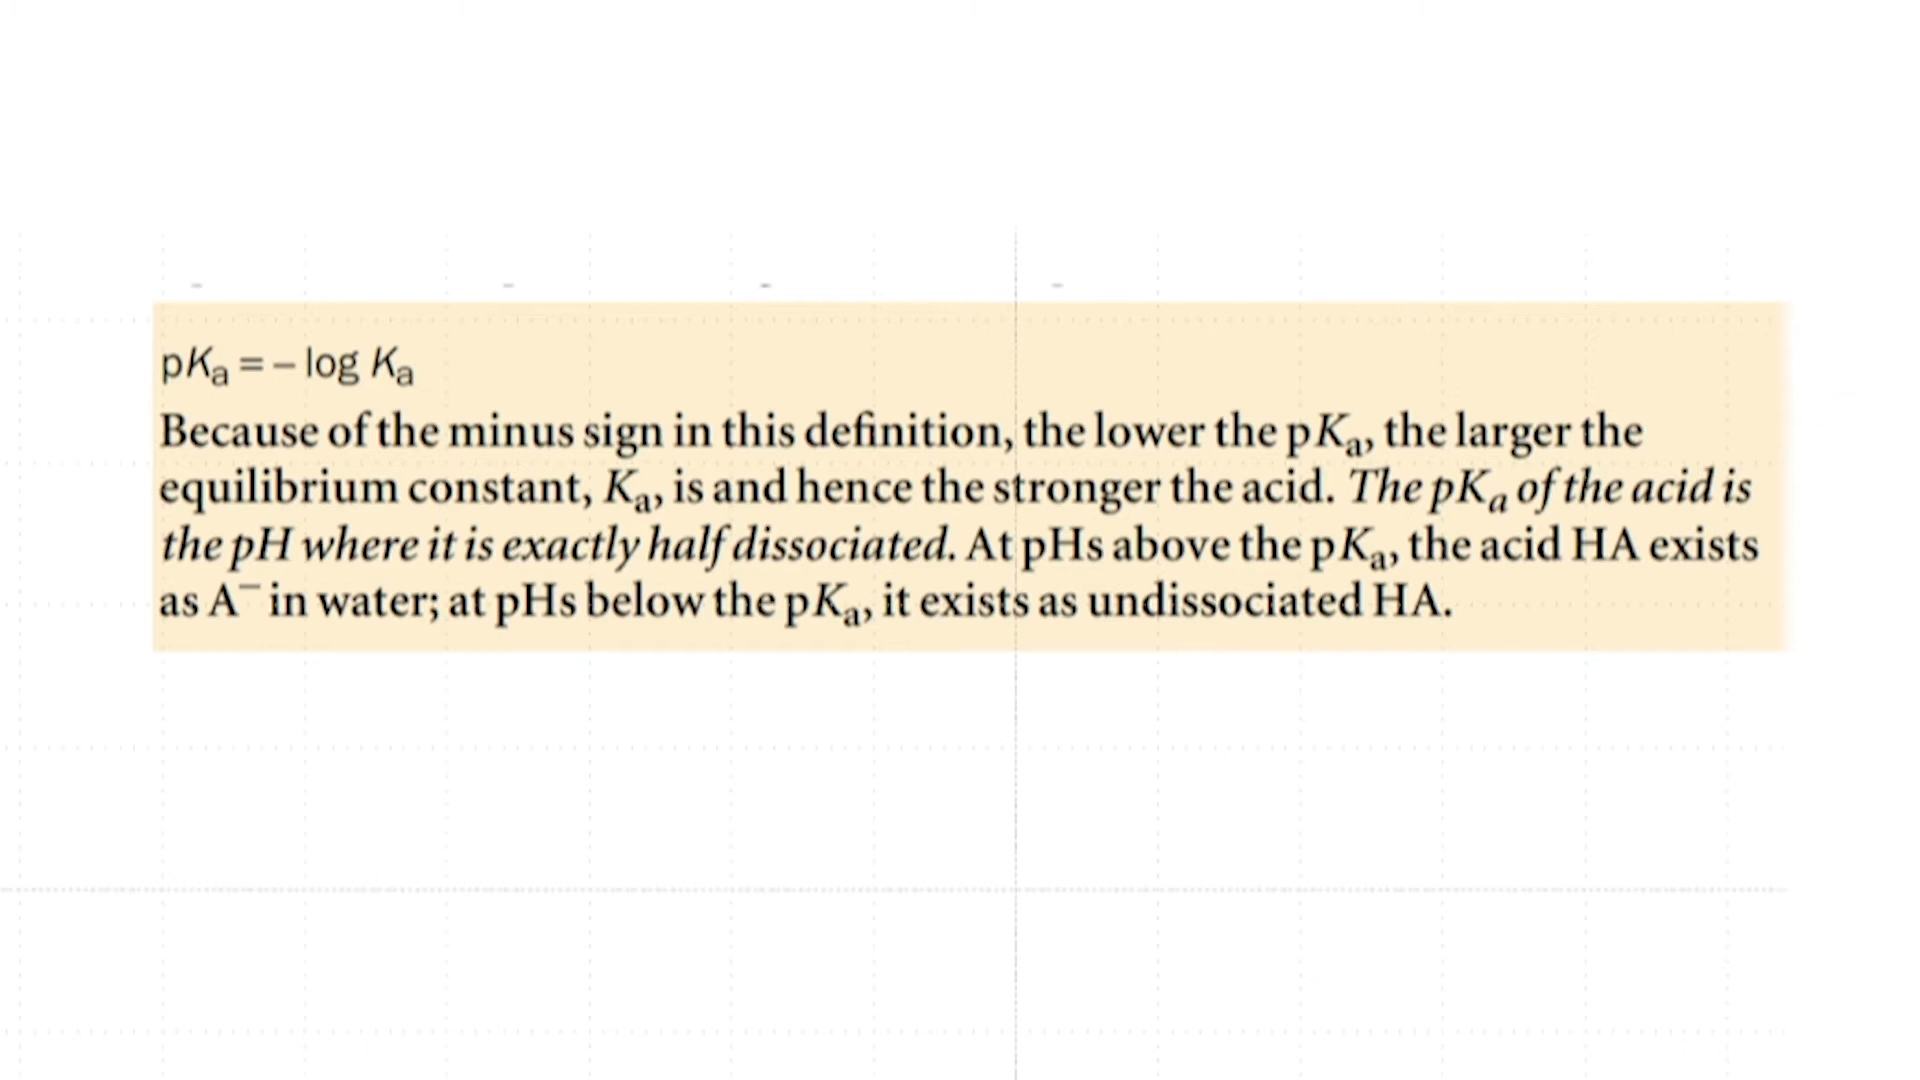 pKa = – log Ka
Because of the minus sign in this definition, the lower the pKa, the larger the
equilibrium constant, Ka, is and hence the stronger the acid. The pKa of the acid is
the pH where it is exactly half dissociated. At pHs above the pKa, the acid HA exists
as A⁻ in water; at pHs below the pKa, it exists as undissociated HA.